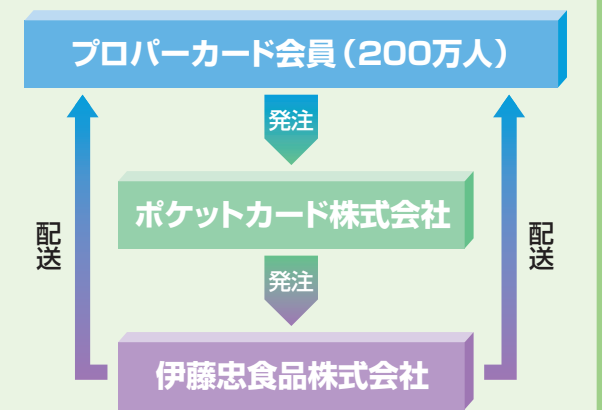 プロパーカード会員（200万人）
発注
ポケットカード株式会社
配送
配送
発注
伊藤忠食品株式会社